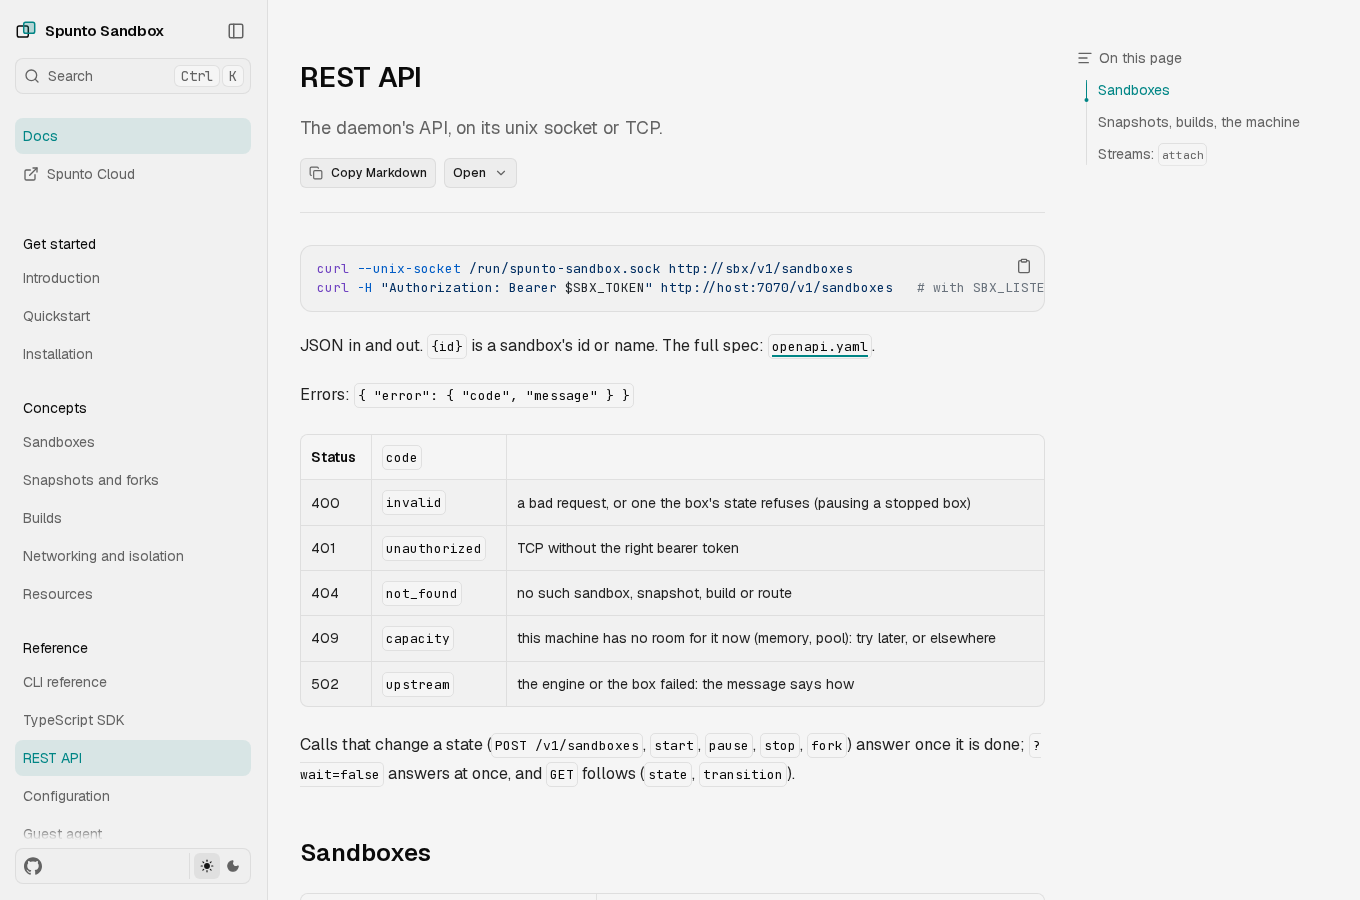 Spunto Sandbox
Search Ctrl K
Docs
Spunto Cloud
Get started
Introduction
Quickstart
Installation
Concepts
Sandboxes
Snapshots and forks
Builds
Networking and isolation
Resources
Reference
CLI reference
TypeScript SDK
REST API
Configuration
Guest agent
REST API
The daemon's API, on its unix socket or TCP.
Copy Markdown Open
curl --unix-socket /run/spunto-sandbox.sock http://sbx/v1/sandboxes
curl -H "Authorization: Bearer $SBX_TOKEN" http://host:7070/v1/sandboxes # with SBX_LISTE
JSON in and out. {id} is a sandbox's id or name. The full spec: openapi.yaml.
Errors: { "error": { "code", "message" } }
Status code
400 invalid a bad request, or one the box's state refuses (pausing a stopped box)
401 unauthorized TCP without the right bearer token
404 not_found no such sandbox, snapshot, build or route
409 capacity this machine has no room for it now (memory, pool): try later, or elsewhere
502 upstream the engine or the box failed: the message says how
Calls that change a state (POST /v1/sandboxes, start, pause, stop, fork) answer once it is done; ?
wait=false answers at once, and GET follows (state, transition).
Sandboxes
On this page
Sandboxes
Snapshots, builds, the machine
Streams: attach